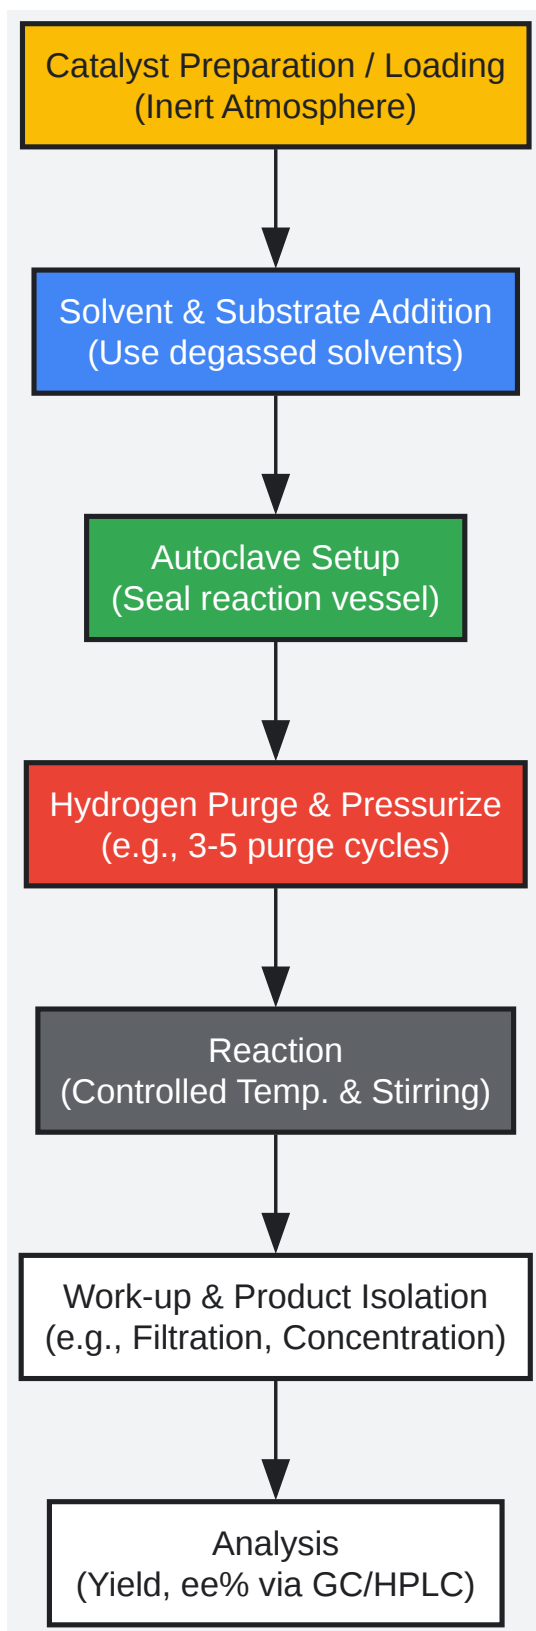 Catalyst Preparation / Loading
(Inert Atmosphere)
Solvent & Substrate Addition
(Use degassed solvents)
Autoclave Setup
(Seal reaction vessel)
Hydrogen Purge & Pressurize
(e.g., 3-5 purge cycles)
Reaction
(Controlled Temp. & Stirring)
Work-up & Product Isolation
(e.g., Filtration, Concentration)
Analysis
(Yield, ee% via GC/HPLC)